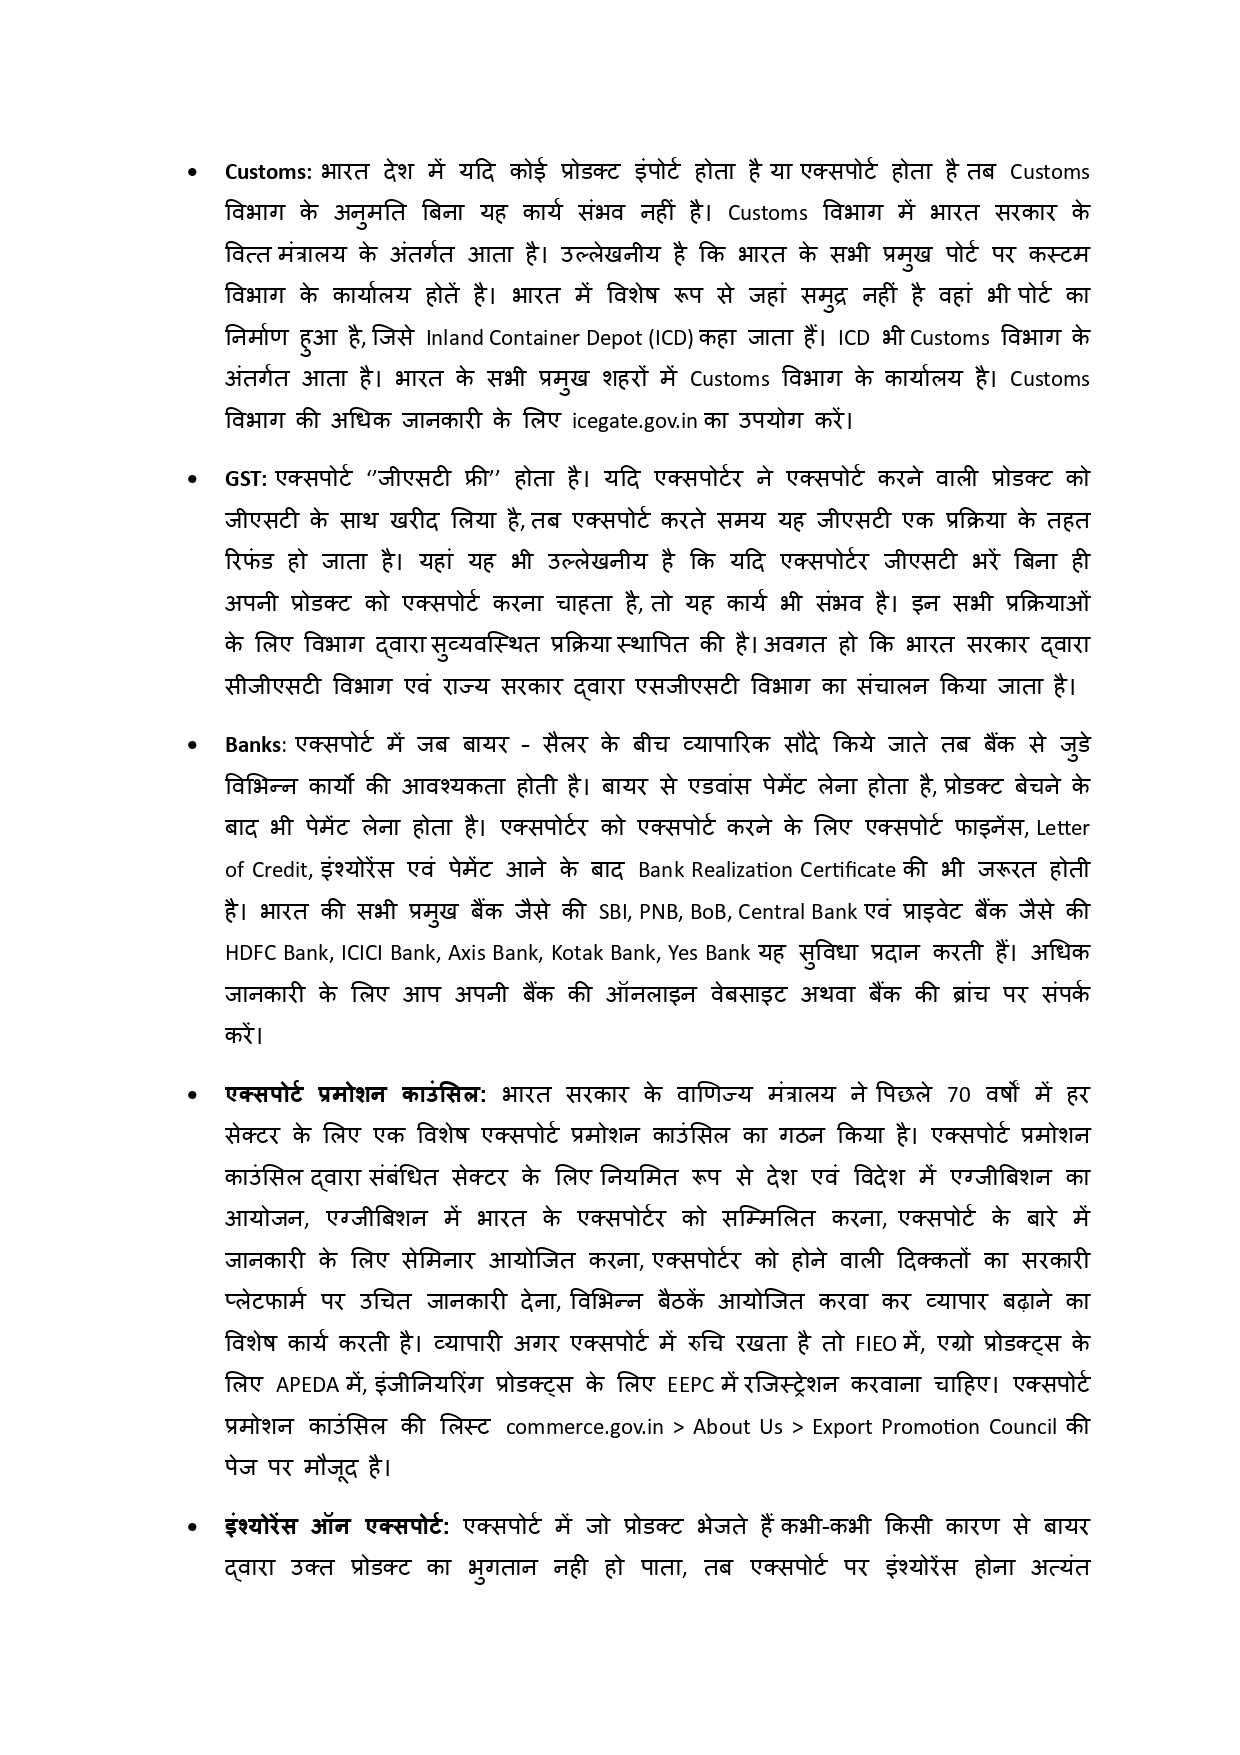 • Customs: भारत देश में यदि कोई प्रोडक्ट इंपोर्ट होता है या एक्सपोर्ट होता है तब Customs
विभाग के अनुमति बिना यह कार्य संभव नहीं है। Customs विभाग में भारत सरकार के
वित्त मंत्रालय के अंतर्गत आता है। उल्लेखनीय है कि भारत के सभी प्रमुख पोर्ट पर कस्टम
विभाग के कार्यालय होतें है। भारत में विशेष रूप से जहां समुद्र नहीं है वहां भी पोर्ट का
निर्माण हुआ है, जिसे Inland Container Depot (ICD) कहा जाता हैं। ICD भी Customs विभाग के
अंतर्गत आता है। भारत के सभी प्रमुख शहरों में Customs विभाग के कार्यालय है। Customs
विभाग की अधिक जानकारी के लिए icegate.gov.in का उपयोग करें।
• GST: एक्सपोर्ट ‘’जीएसटी फ्री’’ होता है। यदि एक्सपोर्टर ने एक्सपोर्ट करने वाली प्रोडक्ट को
जीएसटी के साथ खरीद लिया है, तब एक्सपोर्ट करते समय यह जीएसटी एक प्रक्रिया के तहत
रिफंड हो जाता है। यहां यह भी उल्लेखनीय है कि यदि एक्सपोर्टर जीएसटी भरें बिना ही
अपनी प्रोडक्ट को एक्सपोर्ट करना चाहता है, तो यह कार्य भी संभव है। इन सभी प्रक्रियाओं
के लिए विभाग द्वारा सुव्यवस्थित प्रक्रिया स्थापित की है। अवगत हो कि भारत सरकार द्वारा
सीजीएसटी विभाग एवं राज्य सरकार द्वारा एसजीएसटी विभाग का संचालन किया जाता है।
• Banks: एक्सपोर्ट में जब बायर - सैलर के बीच व्यापारिक सौदे किये जाते तब बैंक से जुडे
विभिन्न कार्यो की आवश्यकता होती है। बायर से एडवांस पेमेंट लेना होता है, प्रोडक्ट बेचने के
बाद भी पेमेंट लेना होता है। एक्सपोर्टर को एक्सपोर्ट करने के लिए एक्सपोर्ट फाइनेंस, Letter
of Credit, इंश्योरेंस एवं पेमेंट आने के बाद Bank Realization Certificate की भी जरूरत होती
है। भारत की सभी प्रमुख बैंक जैसे की SBI, PNB, BoB, Central Bank एवं प्राइवेट बैंक जैसे की
HDFC Bank, ICICI Bank, Axis Bank, Kotak Bank, Yes Bank यह सुविधा प्रदान करती हैं। अधिक
जानकारी के लिए आप अपनी बैंक की ऑनलाइन वेबसाइट अथवा बैंक की ब्रांच पर संपर्क
करें।
• एक्सपोर्ट प्रमोशन काउंसिल: भारत सरकार के वाणिज्य मंत्रालय ने पिछले 70 वर्षों में हर
सेक्टर के लिए एक विशेष एक्सपोर्ट प्रमोशन काउंसिल का गठन किया है। एक्सपोर्ट प्रमोशन
काउंसिल द्वारा संबंधित सेक्टर के लिए नियमित रूप से देश एवं विदेश में एग्जीबिशन का
आयोजन, एग्जीबिशन में भारत के एक्सपोर्टर को सम्मिलित करना, एक्सपोर्ट के बारे में
जानकारी के लिए सेमिनार आयोजित करना, एक्सपोर्टर को होने वाली दिक्कतों का सरकारी
प्लेटफार्म पर उचित जानकारी देना, विभिन्न बैठकें आयोजित करवा कर व्यापार बढ़ाने का
विशेष कार्य करती है। व्यापारी अगर एक्सपोर्ट में रुचि रखता है तो FIEO में, एग्रो प्रोडक्ट्स के
लिए APEDA में, इंजीनियरिंग प्रोडक्ट्स के लिए EEPC में रजिस्ट्रेशन करवाना चाहिए। एक्सपोर्ट
प्रमोशन काउंसिल की लिस्ट commerce.gov.in > About Us > Export Promotion Council की
पेज पर मौजूद है।
• इंश्योरेंस ऑन एक्सपोर्ट: एक्सपोर्ट में जो प्रोडक्ट भेजते हैं कभी-कभी किसी कारण से बायर
द्वारा उक्त प्रोडक्ट का भुगतान नही हो पाता, तब एक्सपोर्ट पर इंश्योरेंस होना अत्यंत